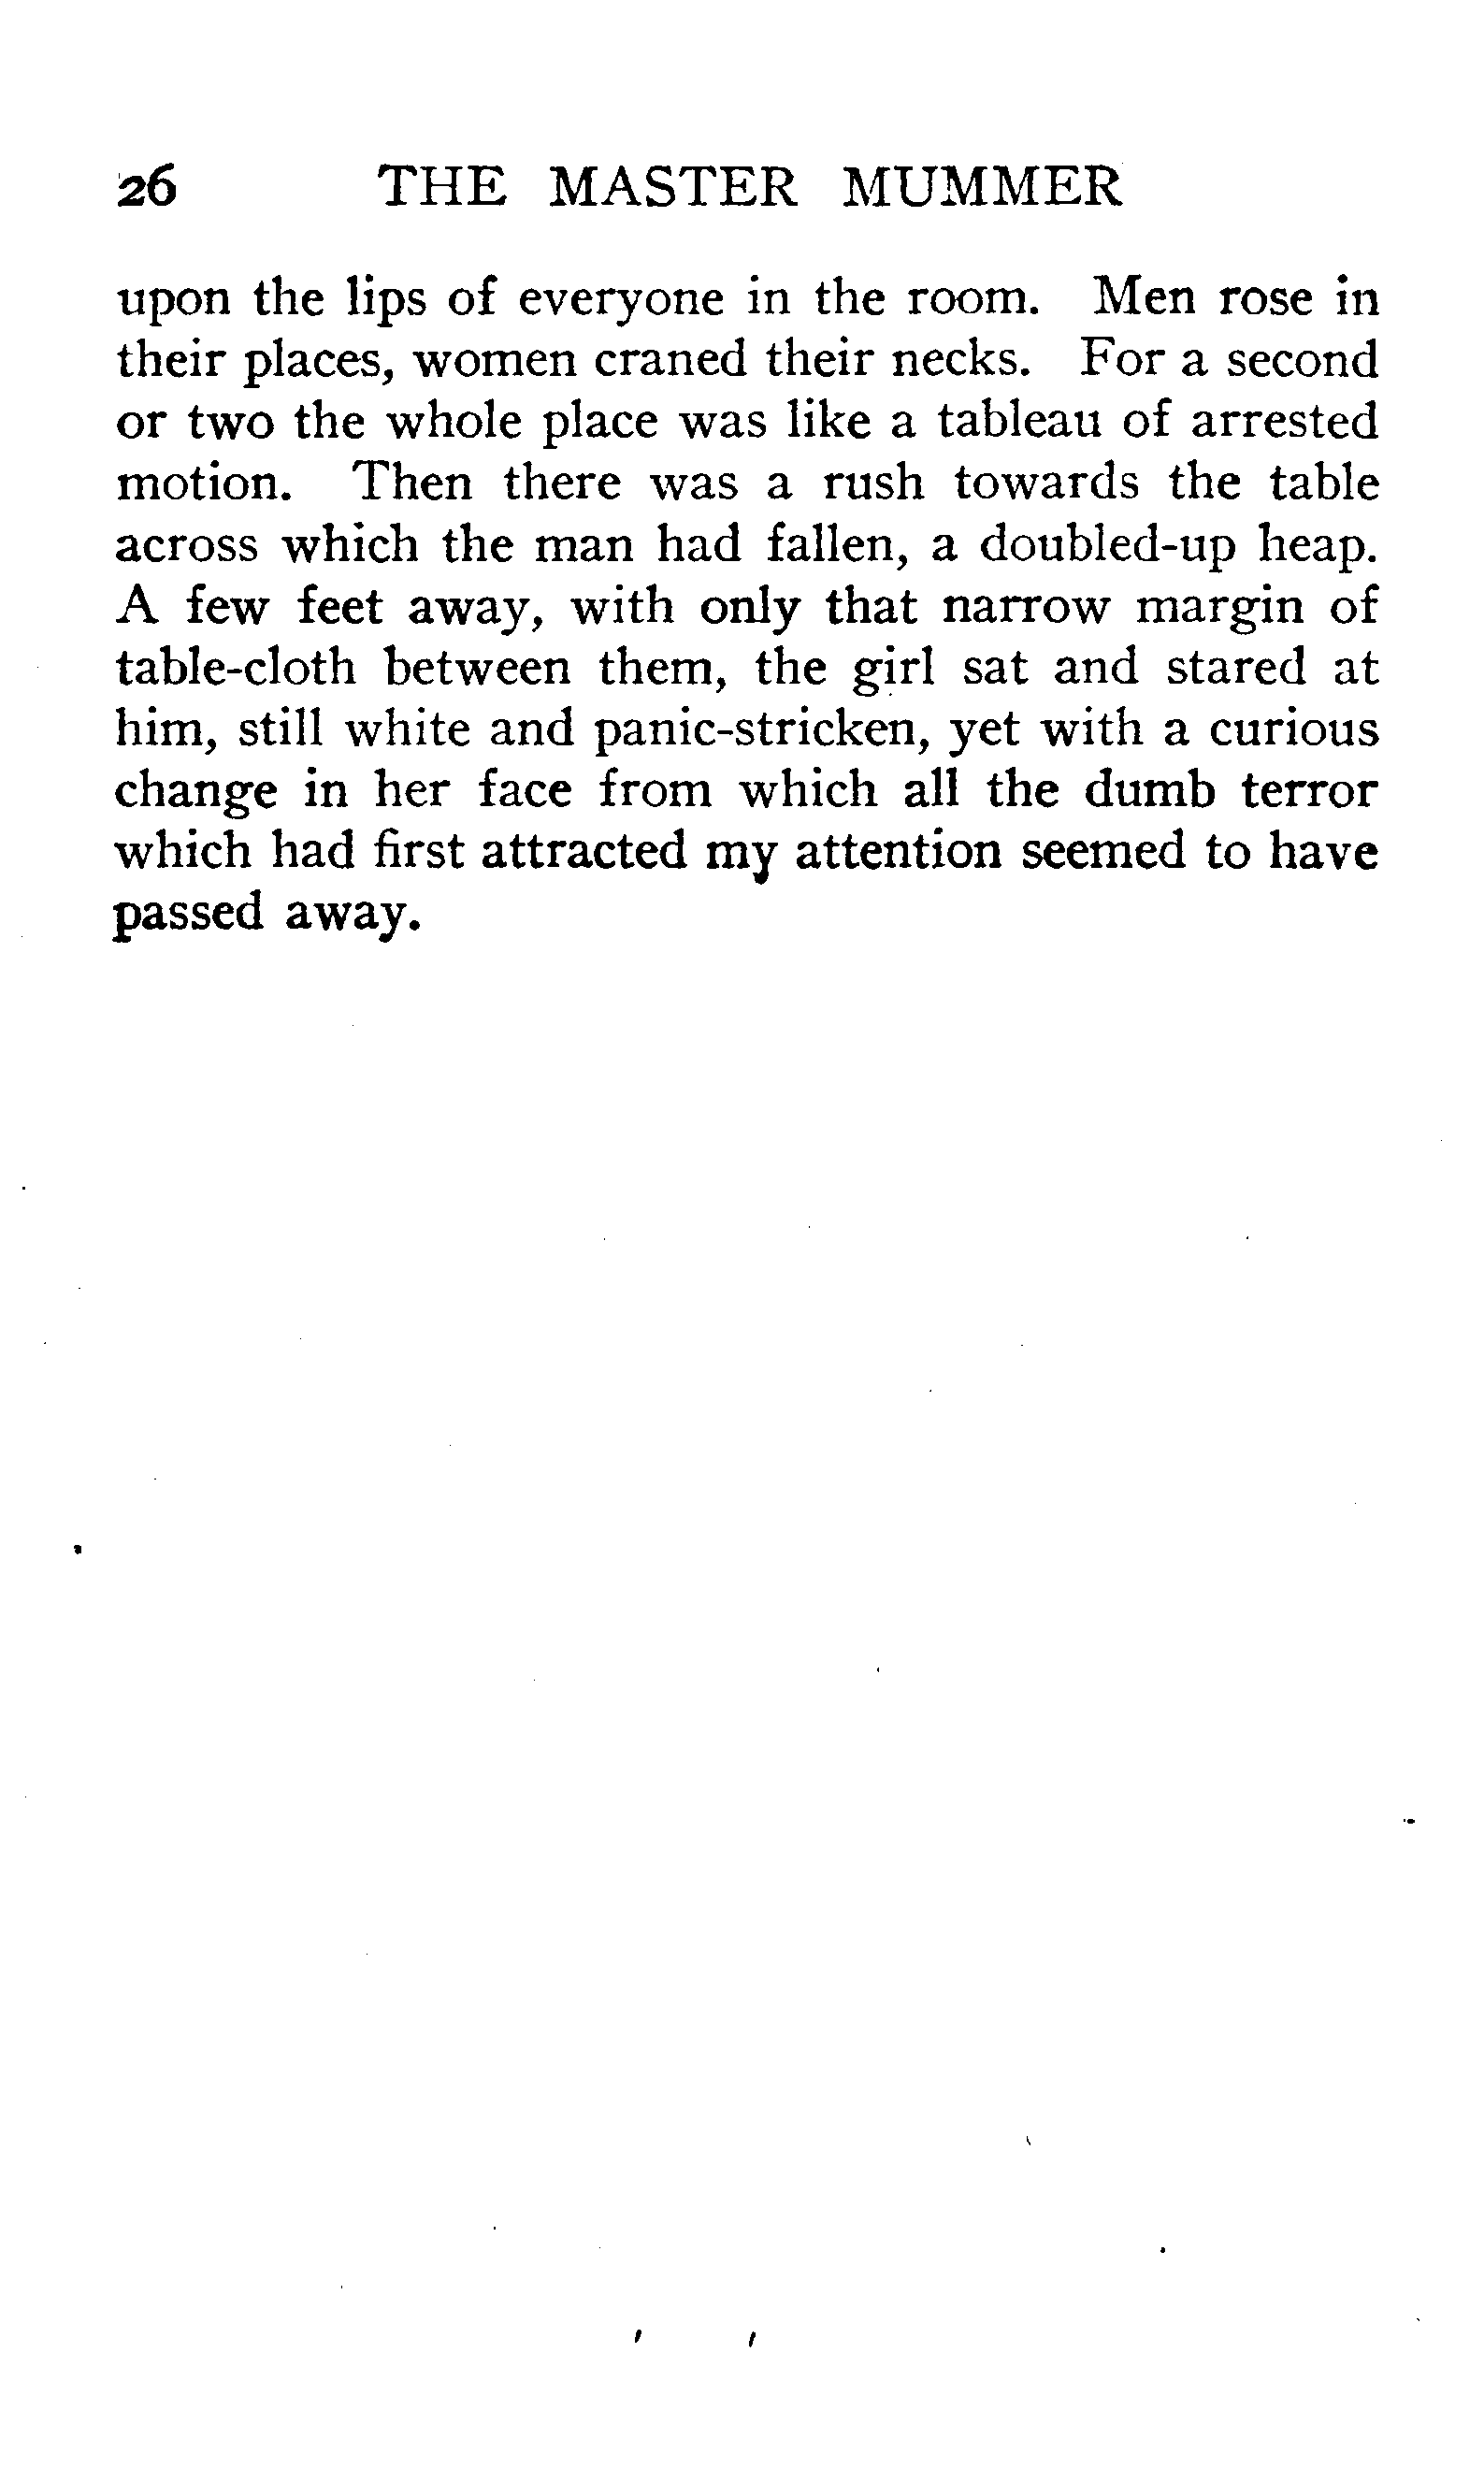 26 THE MASTER MUMMER
upon the lips of everyone in the room. Men rose in
their places, women craned their necks. For a second
or two the whole place was like a tableau of arrested
motion. Then there was a rush towards the table
across which the man had fallen, a doubled-up heap.
A few feet away, with only that narrow margin of
table-cloth between them, the girl sat and stared at
him, still white and panic-stricken, yet with a curious
change in her face from which all the dumb terror
which had first attracted my attention seemed to have
passed away.